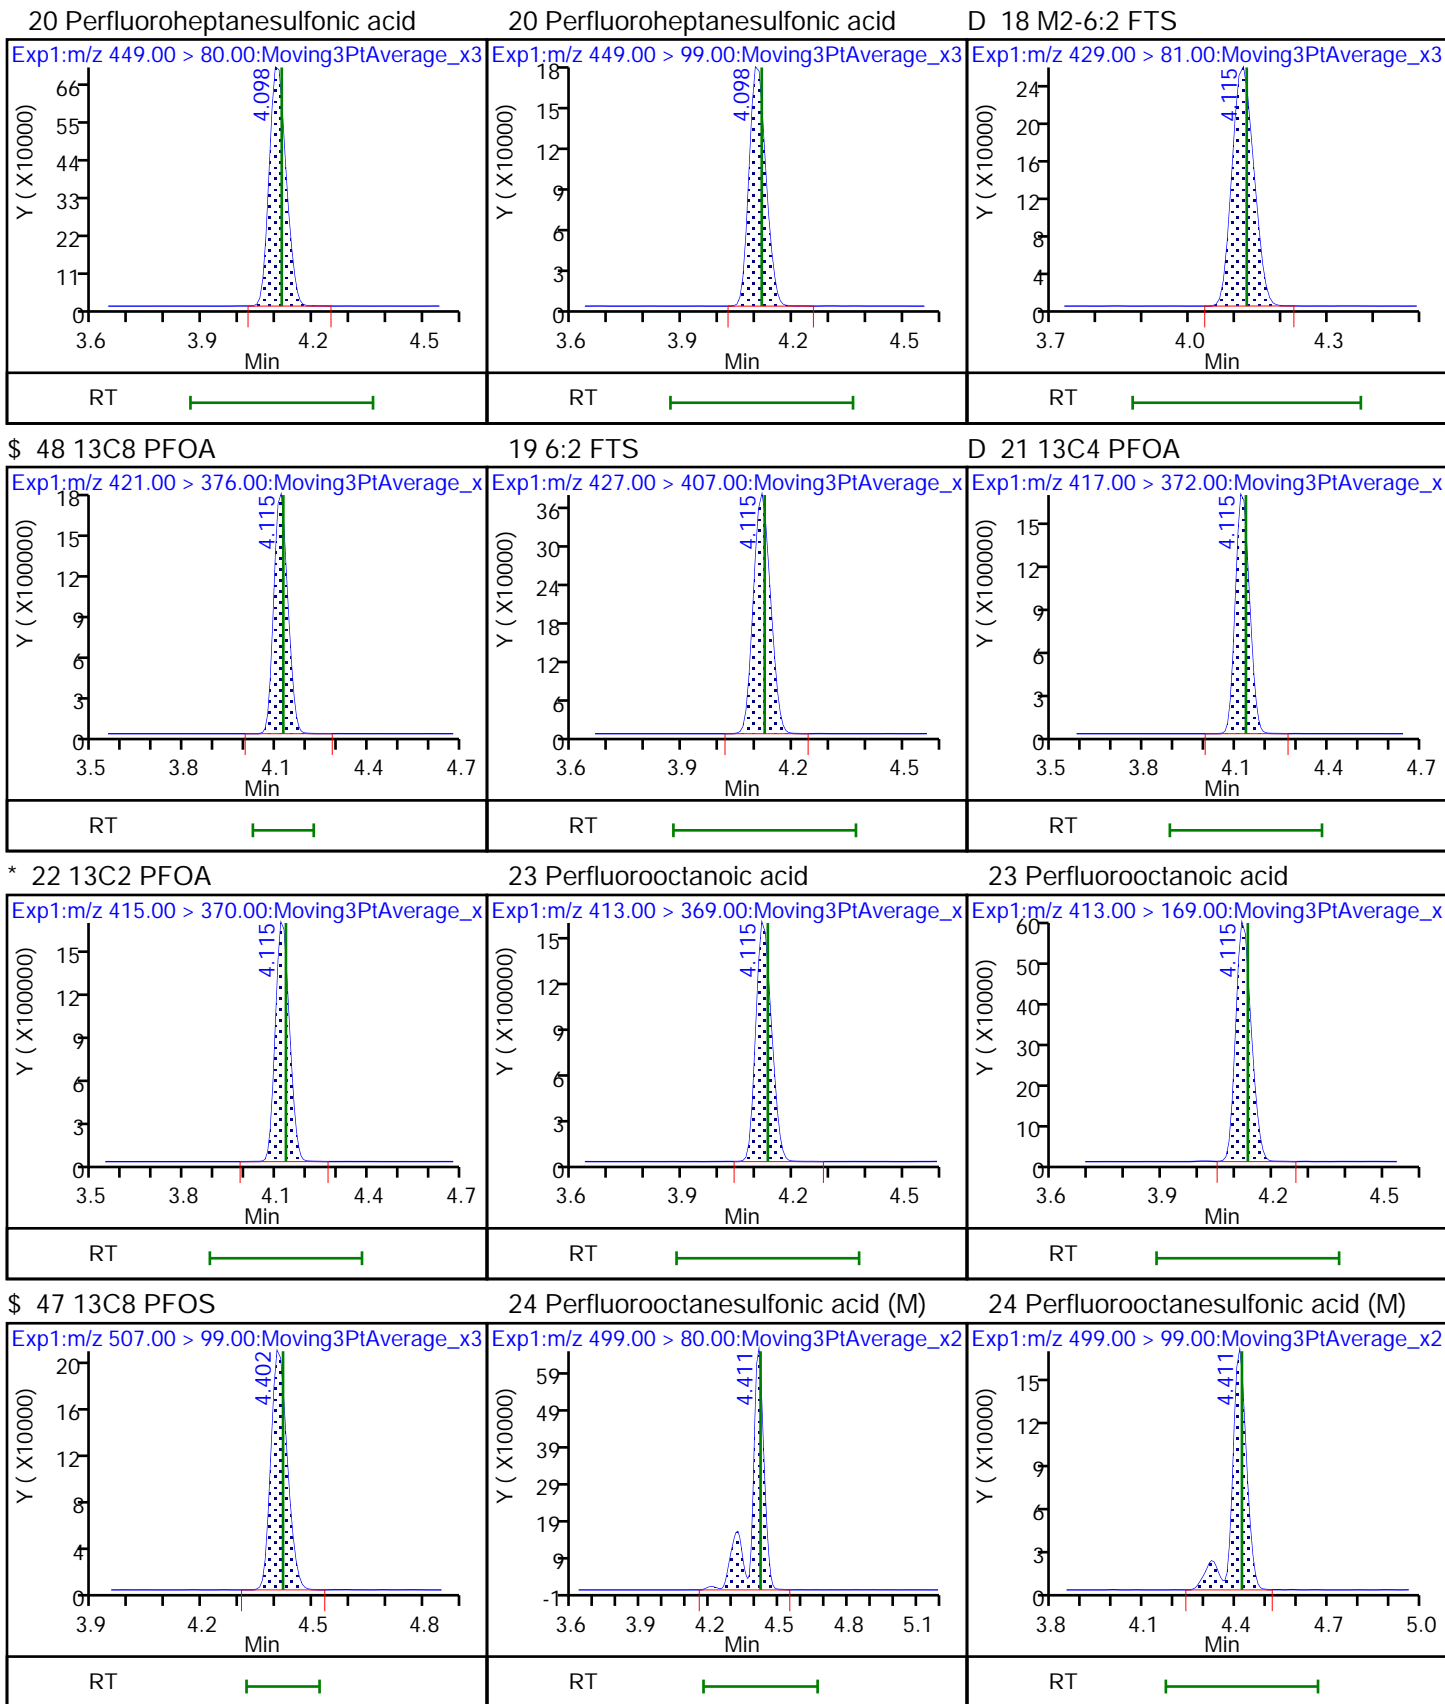 20 Perfluoroheptanesulfonic acid
Exp1:m/z 449.00 > 80.00:Moving3PtAverage_x3
4.098
Y ( X10000)
66
55
44
33
22
11
0
3.6 3.9 4.2 4.5
Min
RT
20 Perfluoroheptanesulfonic acid
Exp1:m/z 449.00 > 99.00:Moving3PtAverage_x3
4.098
Y ( X10000)
18
15
12
9
6
3
0
3.6 3.9 4.2 4.5
Min
RT
D 18 M2-6:2 FTS
Exp1:m/z 429.00 > 81.00:Moving3PtAverage_x3
4.115
Y ( X10000)
24
20
16
12
8
4
0
3.7 4.0 4.3
Min
RT
$ 48 13C8 PFOA
Exp1:m/z 421.00 > 376.00:Moving3PtAverage_x
4.115
Y ( X100000)
18
15
12
9
6
3
0
3.5 3.8 4.1 4.4 4.7
Min
RT
19 6:2 FTS
Exp1:m/z 427.00 > 407.00:Moving3PtAverage_x
4.115
Y ( X10000)
36
30
24
18
12
6
0
3.6 3.9 4.2 4.5
Min
RT
D 21 13C4 PFOA
Exp1:m/z 417.00 > 372.00:Moving3PtAverage_x
4.115
Y ( X100000)
15
12
9
6
3
0
3.5 3.8 4.1 4.4 4.7
Min
RT
* 22 13C2 PFOA
Exp1:m/z 415.00 > 370.00:Moving3PtAverage_x
4.115
Y ( X100000)
15
12
9
6
3
0
3.5 3.8 4.1 4.4 4.7
Min
RT
23 Perfluorooctanoic acid
Exp1:m/z 413.00 > 369.00:Moving3PtAverage_x
4.115
Y ( X100000)
15
12
9
6
3
0
3.6 3.9 4.2 4.5
Min
RT
23 Perfluorooctanoic acid
Exp1:m/z 413.00 > 169.00:Moving3PtAverage_x
4.115
Y ( X10000)
60
50
40
30
20
10
0
3.6 3.9 4.2 4.5
Min
RT
$ 47 13C8 PFOS
Exp1:m/z 507.00 > 99.00:Moving3PtAverage_x3
4.402
Y ( X10000)
20
16
12
8
4
0
3.9 4.2 4.5 4.8
Min
RT
24 Perfluorooctanesulfonic acid (M)
Exp1:m/z 499.00 > 80.00:Moving3PtAverage_x2
4.411
Y ( X10000)
59
49
39
29
19
9
-1
3.6 3.9 4.2 4.5 4.8 5.1
Min
RT
24 Perfluorooctanesulfonic acid (M)
Exp1:m/z 499.00 > 99.00:Moving3PtAverage_x2
4.411
Y ( X10000)
15
12
9
6
3
0
3.8 4.1 4.4 4.7 5.0
Min
RT